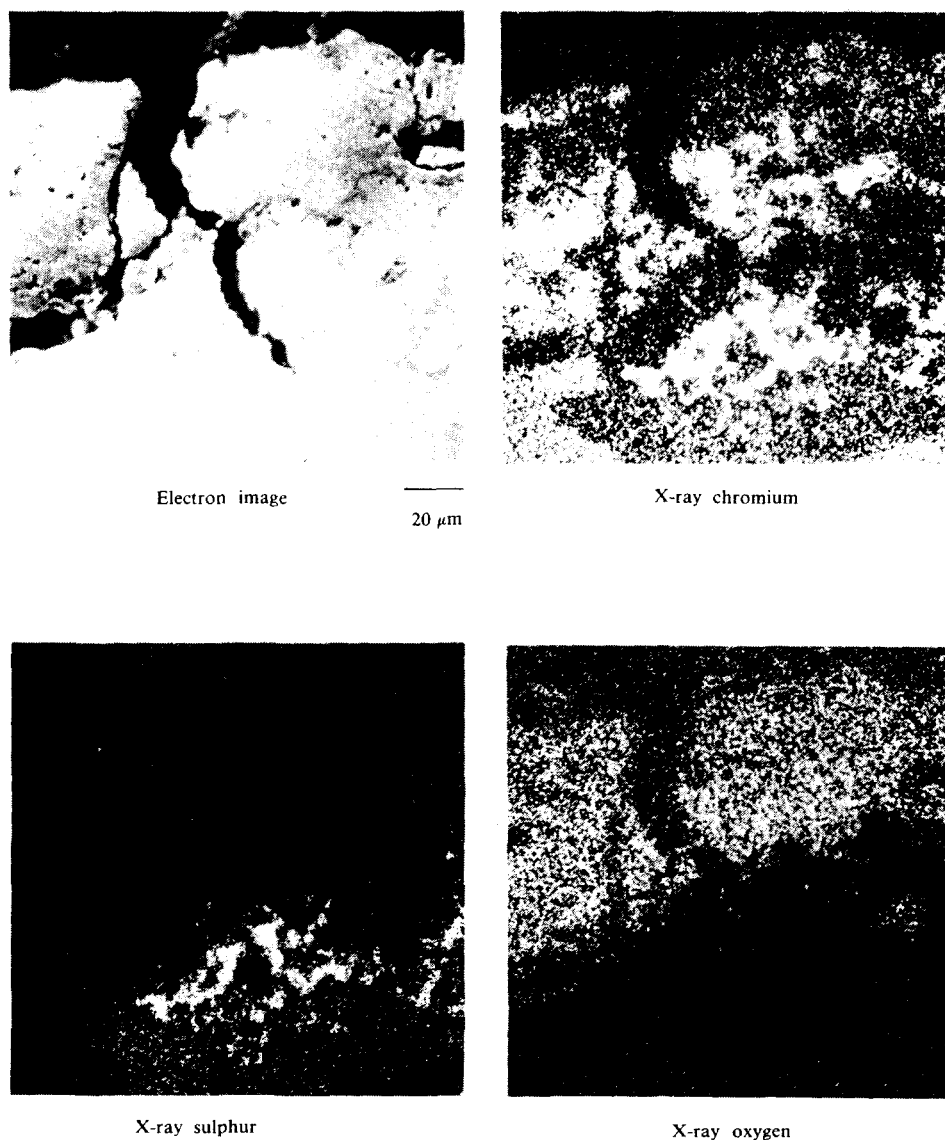 Electron image
20 μm
X-ray chromium
X-ray sulphur
X-ray oxygen